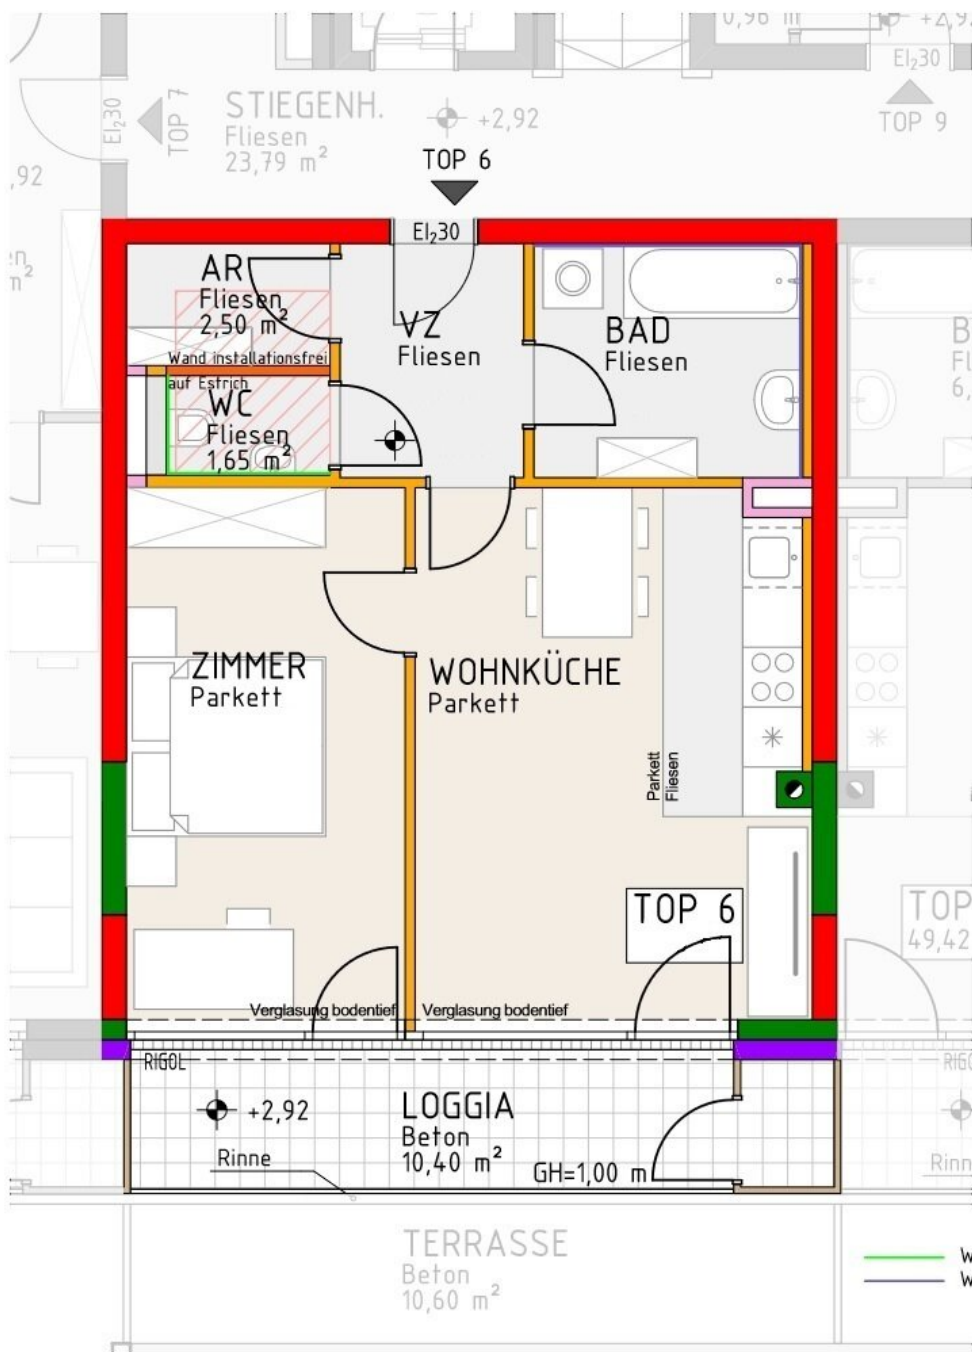 0,96 m
EI₂30
TOP 9
EI₂30
TOP 7
STIEGENH.
Fliesen
23,79 m²
+2,92
TOP 6
EI₂30
AR
Fliesen
2,50 m²
Wand installationsfrei
auf Estrich
WC
Fliesen
1,65 m²
VZ
Fliesen
BAD
Fliesen
ZIMMER
Parkett
WOHNKÜCHE
Parkett
Parkett
Fliesen
TOP 6
TOP
49,42
Verglasung bodentief
Verglasung bodentief
RIGOL
+2,92
LOGGIA
Beton
10,40 m²
Rinne
GH=1,00 m
TERRASSE
Beton
10,60 m²